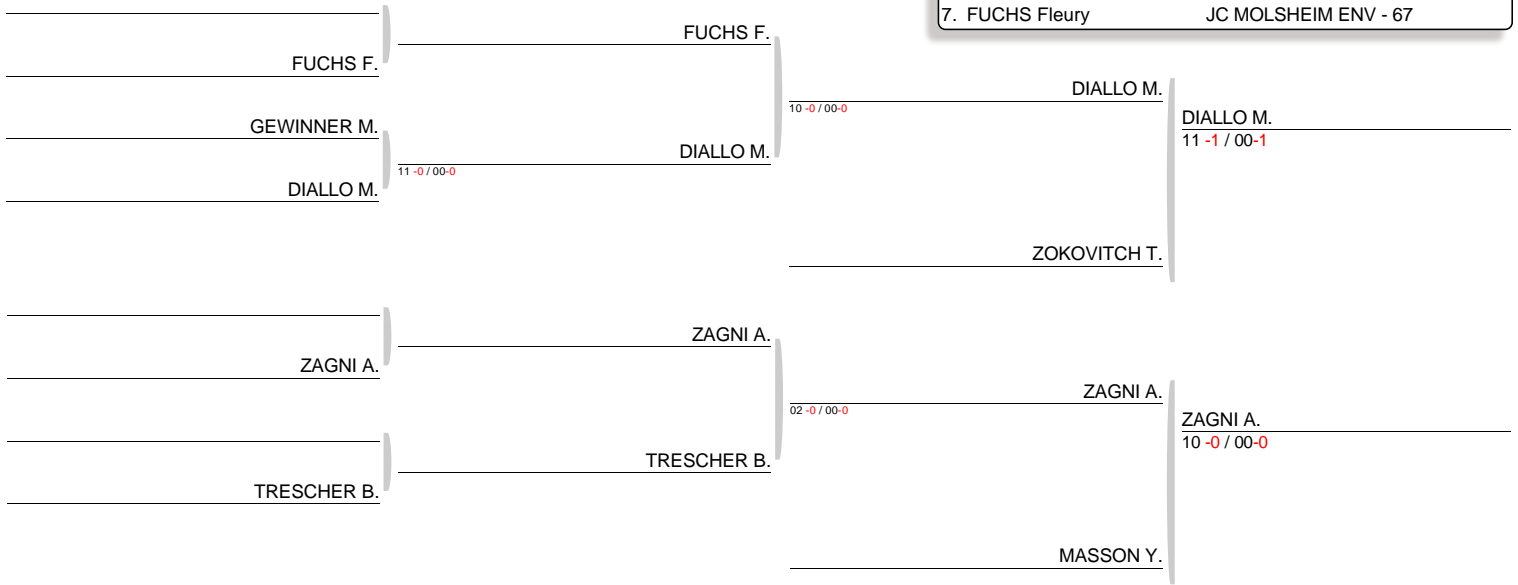 7. FUCHS Fleury JC MOLSHEIM ENV - 67
FUCHS F.
FUCHS F.
DIALLO M.
10 -0 / 00-0
DIALLO M.
11 -1 / 00-1
GEWINNER M.
DIALLO M.
11 -0 / 00-0
DIALLO M.
ZOKOVITCH T.
ZAGNI A.
ZAGNI A.
ZAGNI A.
02 -0 / 00-0
ZAGNI A.
10 -0 / 00-0
TRESCHER B.
TRESCHER B.
MASSON Y.